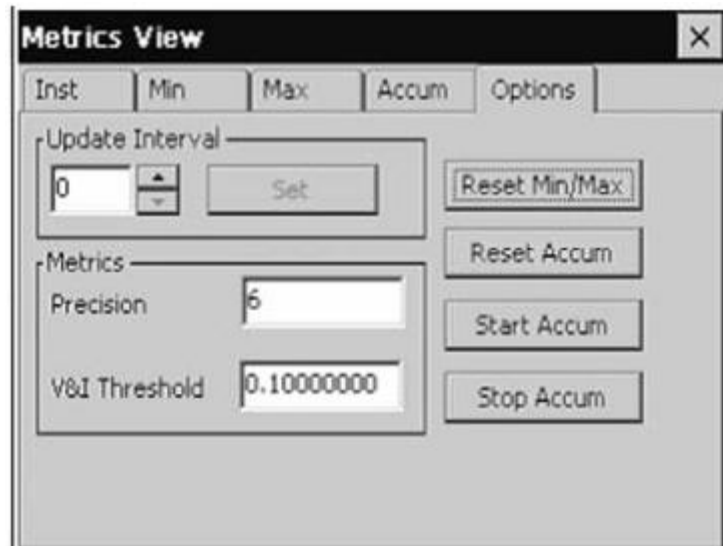 Metrics View
Inst Min Max Accum Options
Update Interval
0 Set
Metrics
Precision 6
V&I Threshold 0.10000000
Reset Min/Max
Reset Accum
Start Accum
Stop Accum